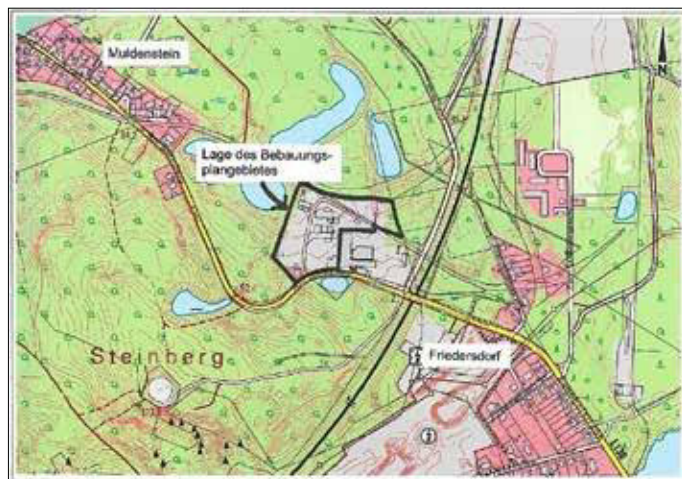 Muldenstein
N
Lage des Bebauungs-
plangebietes
Steinberg
Friedersdorf